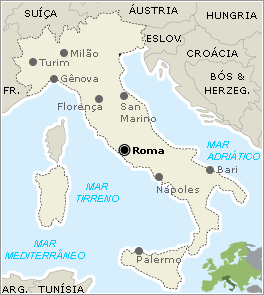 SUÍÇA
ÁUSTRIA
HUNGRIA
ESLOV.
CROÁCIA
Milão
Turim
BÓS &
HERZEG.
Gênova
FR.
Florença
San
Marino
Roma
MAR
ADRIÁTICO
Bari
MAR
TIRRENO
Nápoles
MAR
MEDITERRÂNEO
Palermo
ARG.
TUNÍSIA